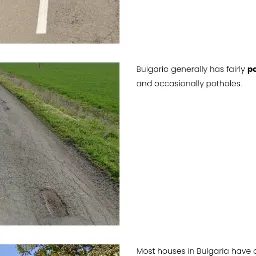 Bulgaria generally has fairly
and occasionally potholes.
Most houses in Bulgaria have